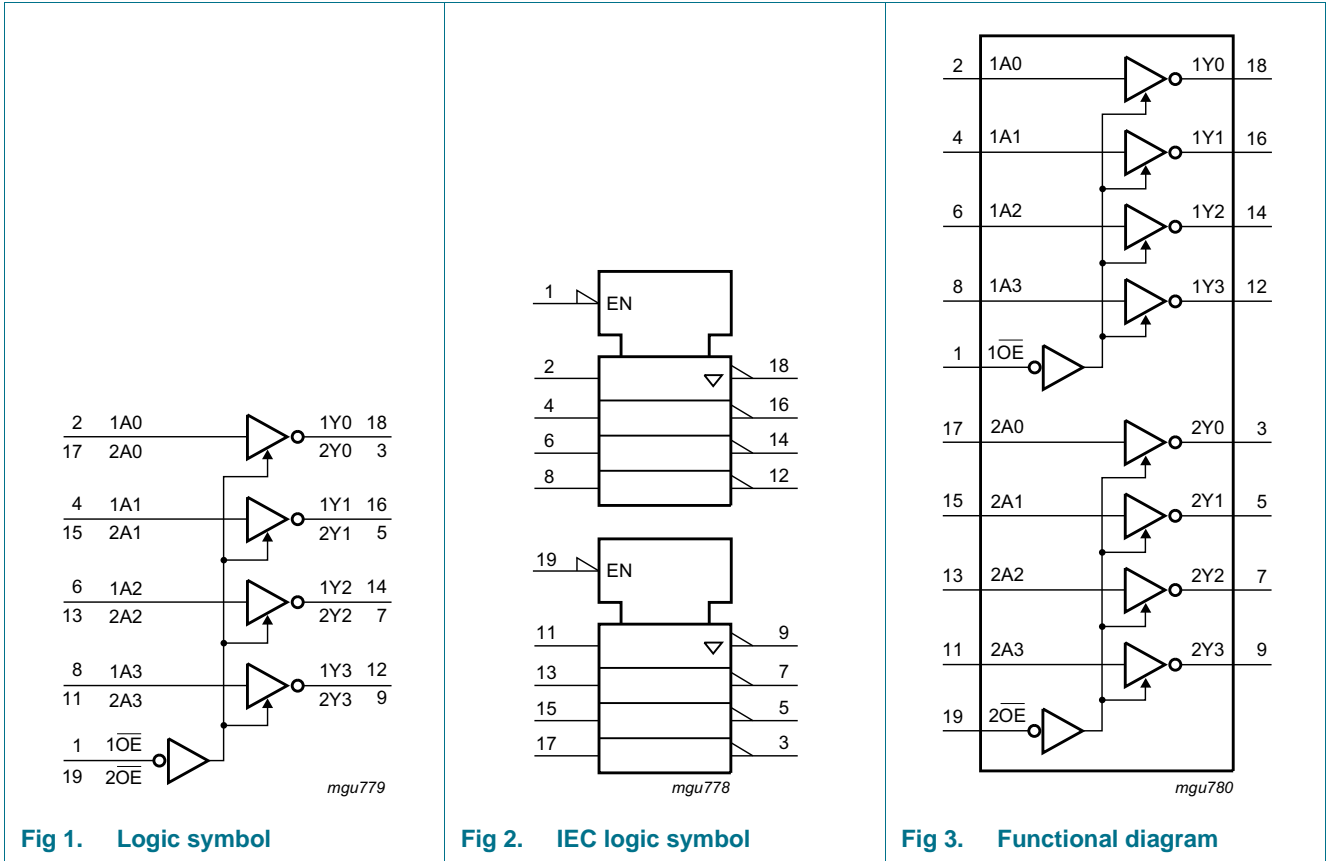 2 1A0 1Y0 18
17 2A0 2Y0 3
4 1A1 1Y1 16
15 2A1 2Y1 5
6 1A2 1Y2 14
13 2A2 2Y2 7
8 1A3 1Y3 12
11 2A3 2Y3 9
1 1O̅E̅
19 2O̅E̅
mgu779
Fig 1. Logic symbol
1 EN
2 18
4 16
6 14
8 12
19 EN
11 9
13 7
15 5
17 3
mgu778
Fig 2. IEC logic symbol
2 1A0 1Y0 18
4 1A1 1Y1 16
6 1A2 1Y2 14
8 1A3 1Y3 12
1 1O̅E̅
17 2A0 2Y0 3
15 2A1 2Y1 5
13 2A2 2Y2 7
11 2A3 2Y3 9
19 2O̅E̅
mgu780
Fig 3. Functional diagram